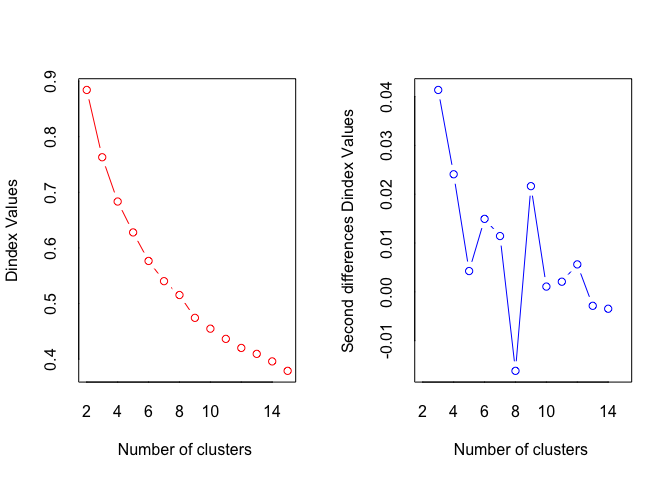 Dindex Values
0.9
0.8
0.7
0.6
0.5
0.4
2 4 6 8 10 14
Number of clusters
Second differences Dindex Values
0.04
0.03
0.02
0.01
0.00
-0.01
2 4 6 8 10 14
Number of clusters